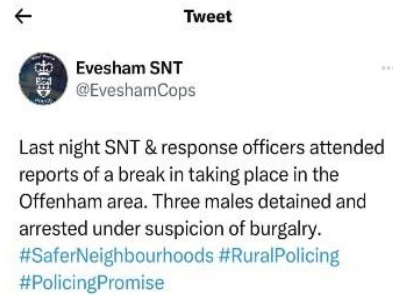 Tweet
Evesham SNT
@EveshamCops
Last night SNT & response officers attended
reports of a break in taking place in the
Offenham area. Three males detained and
arrested under suspicion of burgalry.
#SaferNeighbourhoods #RuralPolicing
#PolicingPromise